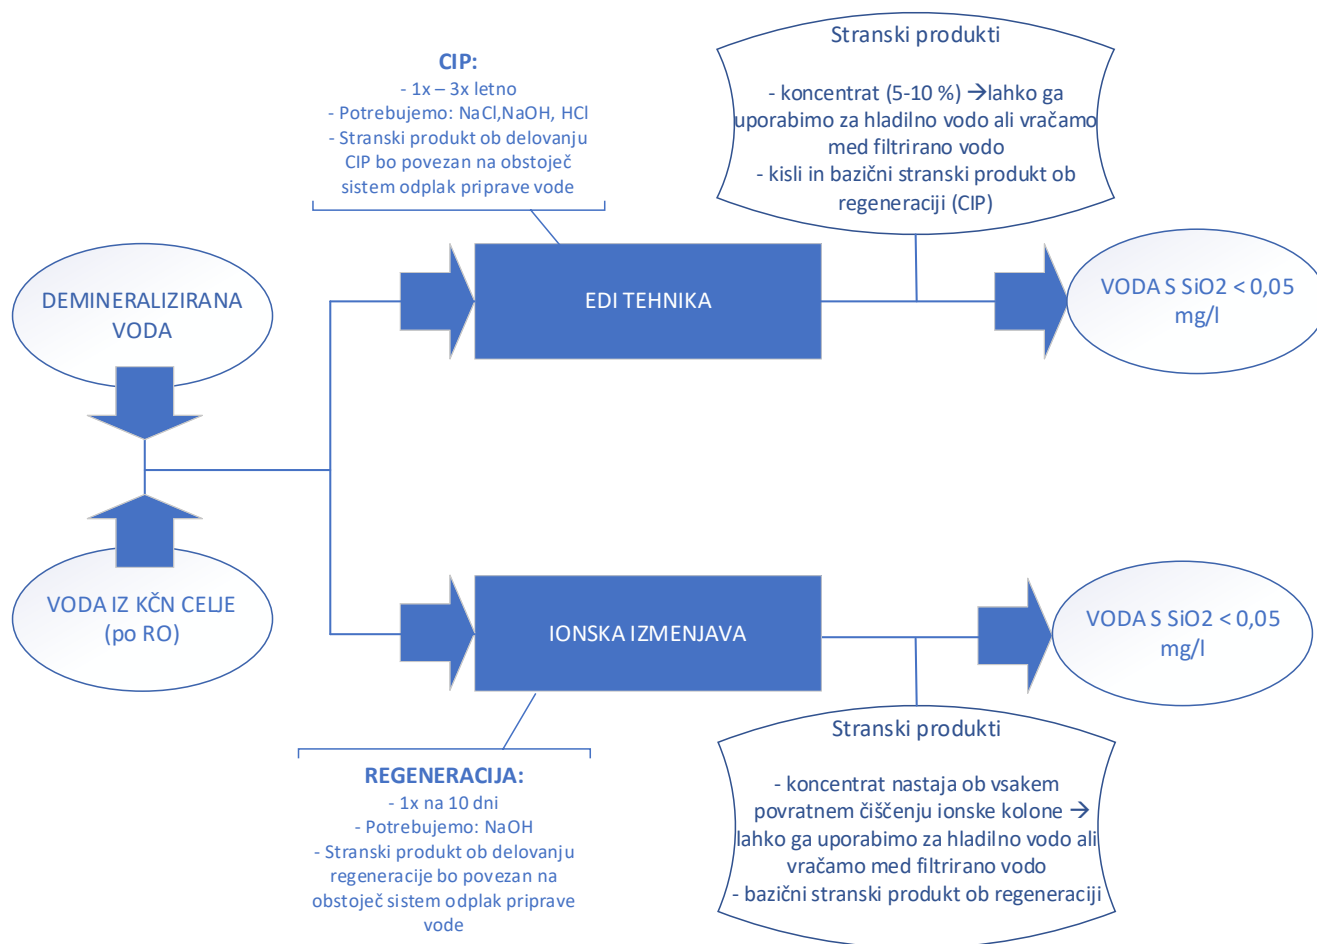 CIP:
- 1x – 3x letno
- Potrebujemo: NaCl,NaOH, HCl
- Stranski produkt ob delovanju
CIP bo povezan na obstoječ
sistem odplak priprave vode
Stranski produkti
- koncentrat (5-10 %) →lahko ga
uporabimo za hladilno vodo ali vračamo
med filtrirano vodo
- kisli in bazični stranski produkt ob
regeneraciji (CIP)
DEMINERALIZIRANA
VODA
EDI TEHNIKA
VODA S SiO2 < 0,05
mg/l
VODA IZ KČN CELJE
(po RO)
IONSKA IZMENJAVA
VODA S SiO2 < 0,05
mg/l
REGENERACIJA:
- 1x na 10 dni
- Potrebujemo: NaOH
- Stranski produkt ob delovanju
regeneracije bo povezan na
obstoječ sistem odplak priprave
vode
Stranski produkti
- koncentrat nastaja ob vsakem
povratnem čiščenju ionske kolone →
lahko ga uporabimo za hladilno vodo ali
vračamo med filtrirano vodo
- bazični stranski produkt ob regeneraciji